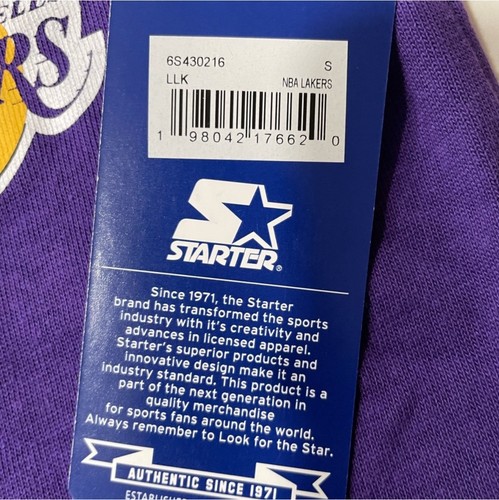 6S430216 S
LLK NBA LAKERS
1 98042 17662 0
STARTER®
Since 1971, the Starter
brand has transformed the sports
industry with it's creativity and
advances in licensed apparel.
Starter's superior products and
innovative design make it an
industry standard. This product is a
part of the next generation in
quality merchandise
for sports fans around the world.
Always remember to Look for the Star.
AUTHENTIC SINCE 1971